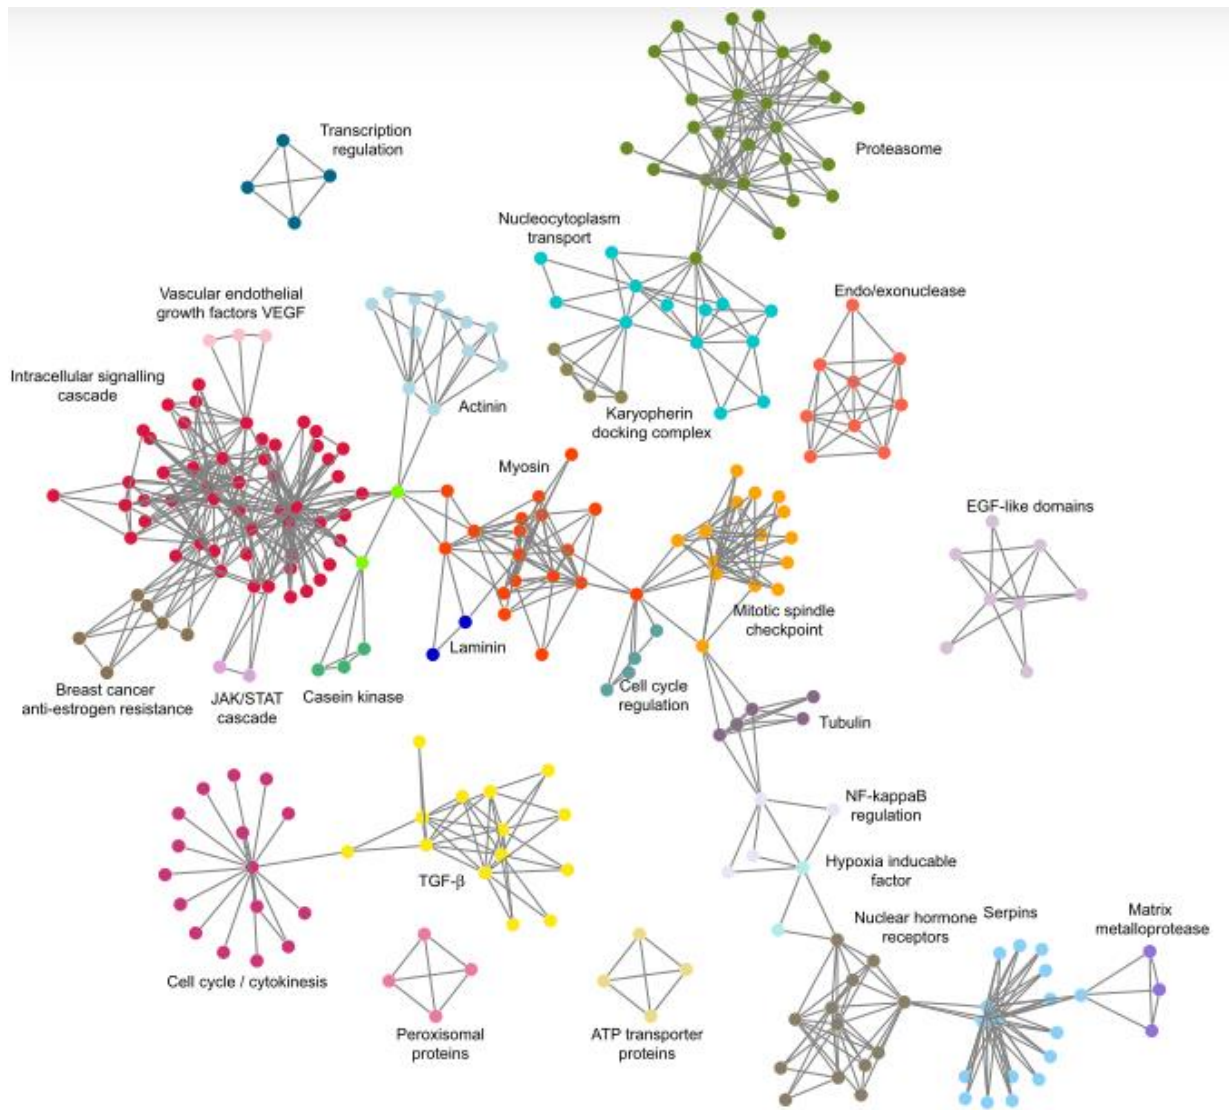 Transcription
regulation
Proteasome
Nucleocytoplasm
transport
Vascular endothelial
growth factors VEGF
Endo/exonuclease
Intracellular signalling
cascade
Actinin
Karyopherin
docking complex
Myosin
EGF-like domains
Mitotic spindle
checkpoint
Laminin
Breast cancer
anti-estrogen resistance
JAK/STAT
cascade
Casein kinase
Cell cycle
regulation
Tubulin
NF-kappaB
regulation
TGF-β
Hypoxia inducable
factor
Nuclear hormone
receptors
Serpins
Matrix
metalloprotease
Cell cycle / cytokinesis
Peroxisomal
proteins
ATP transporter
proteins